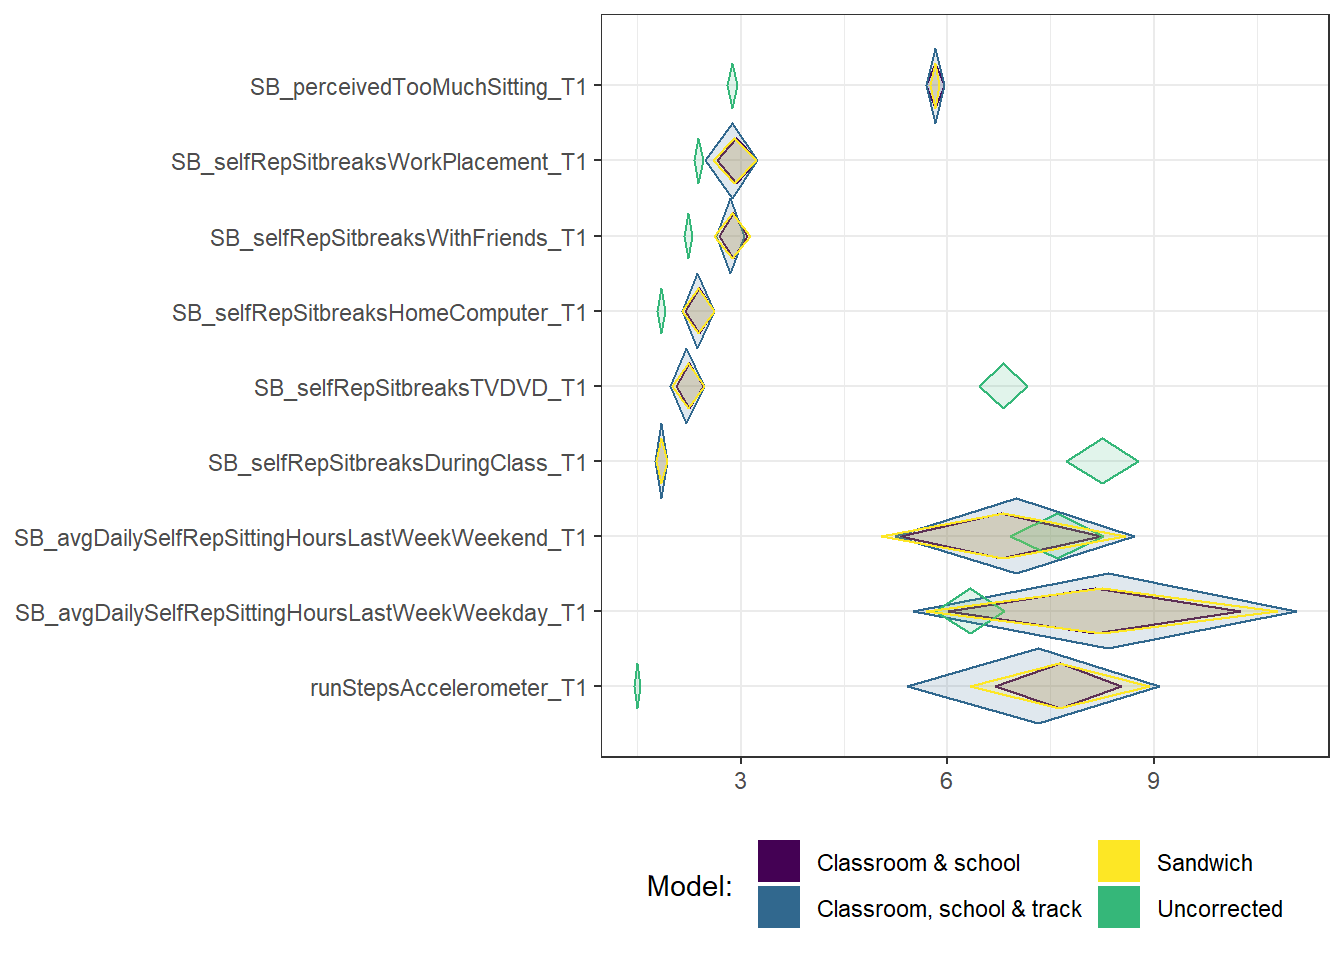 SB_perceivedTooMuchSitting_T1
SB_selfRepSitbreaksWorkPlacement_T1
SB_selfRepSitbreaksWithFriends_T1
SB_selfRepSitbreaksHomeComputer_T1
SB_selfRepSitbreaksTVDVD_T1
SB_selfRepSitbreaksDuringClass_T1
SB_avgDailySelfRepSittingHoursLastWeekWeekend_T1
SB_avgDailySelfRepSittingHoursLastWeekWeekday_T1
runStepsAccelerometer_T1
3 6 9
Model:
Classroom & school
Classroom, school & track
Sandwich
Uncorrected